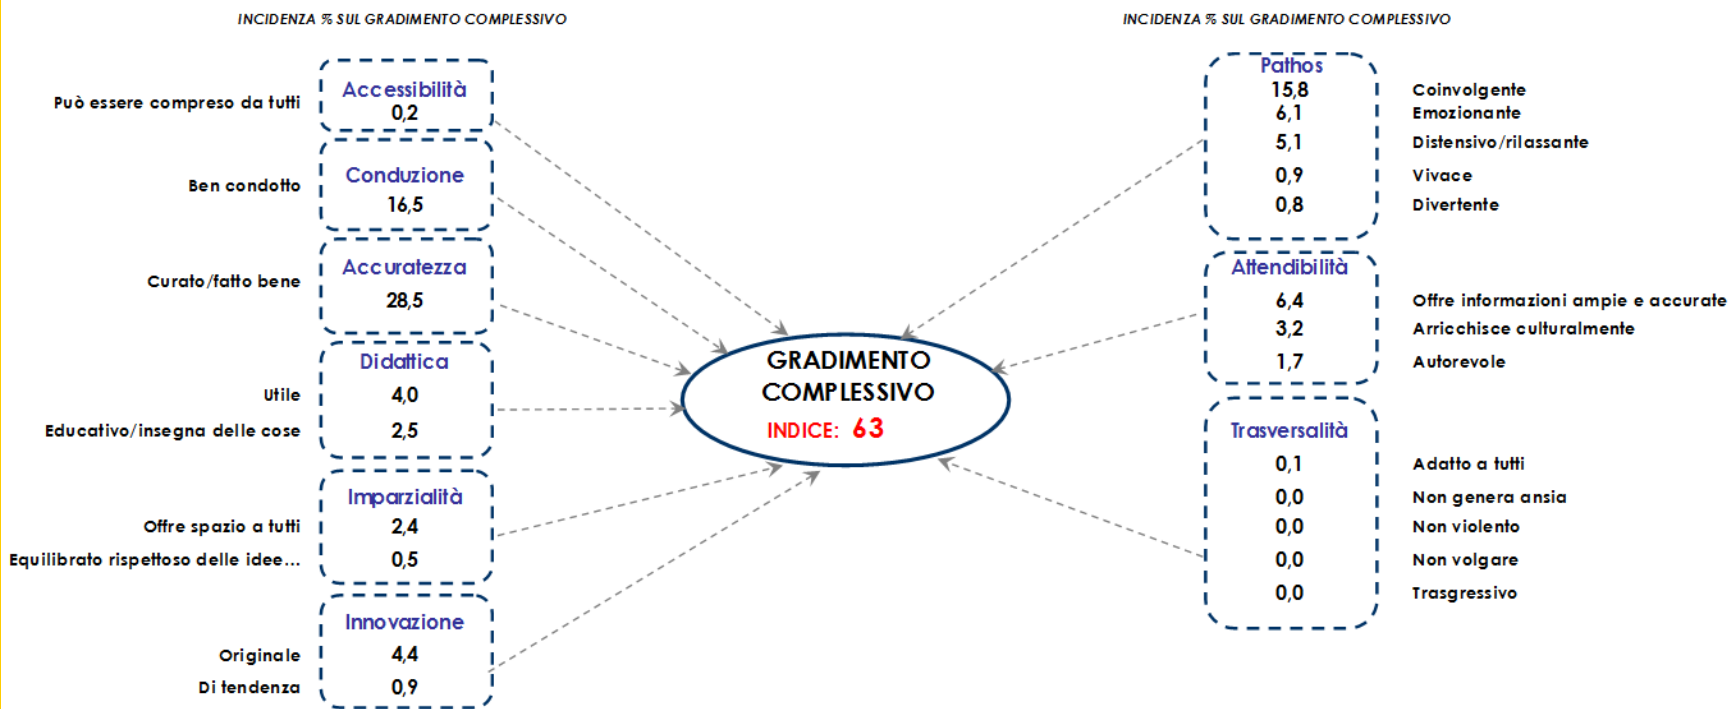 INCIDENZA % SUL GRADIMENTO COMPLESSIVO
Accessibilità
Può essere compreso da tutti
0,2
Conduzione
Ben condotto
16,5
Accuratezza
Curato/fatto bene
28,5
Didattica
Utile
4,0
Educativo/insegna delle cose
2,5
Imparzialità
Offre spazio a tutti
2,4
Equilibrato rispettoso delle idee...
0,5
Innovazione
Originale
4,4
Di tendenza
0,9
GRADIMENTO
COMPLESSIVO
INDICE: 63
INCIDENZA % SUL GRADIMENTO COMPLESSIVO
Pathos
15,8 Coinvolgente
6,1 Emozionante
5,1 Distensivo/rilassante
0,9 Vivace
0,8 Divertente
Attendibilità
6,4 Offre informazioni ampie e accurate
3,2 Arricchisce culturalmente
1,7 Autorevole
Trasversalità
0,1 Adatto a tutti
0,0 Non genera ansia
0,0 Non violento
0,0 Non volgare
0,0 Trasgressivo